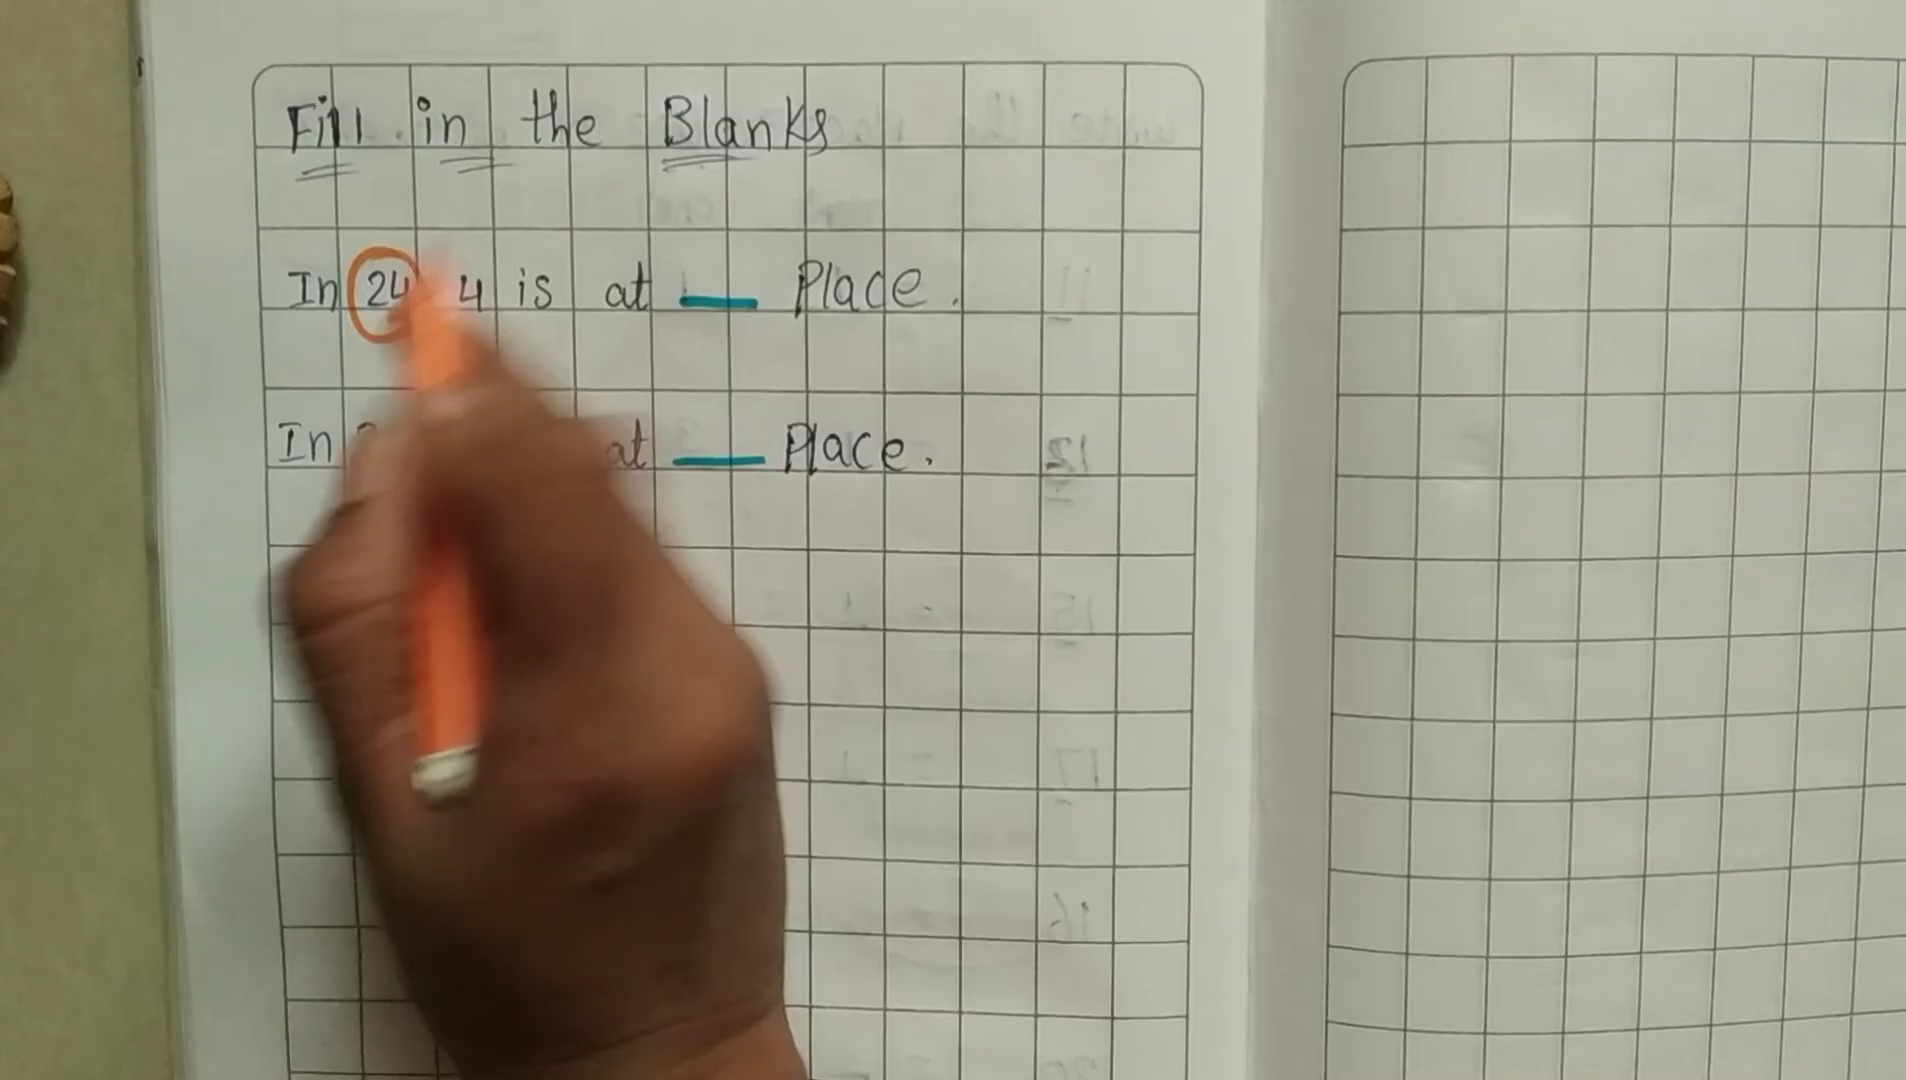 Fill in the Blanks
In 24 4 is at __ Place.
In at __ Place.